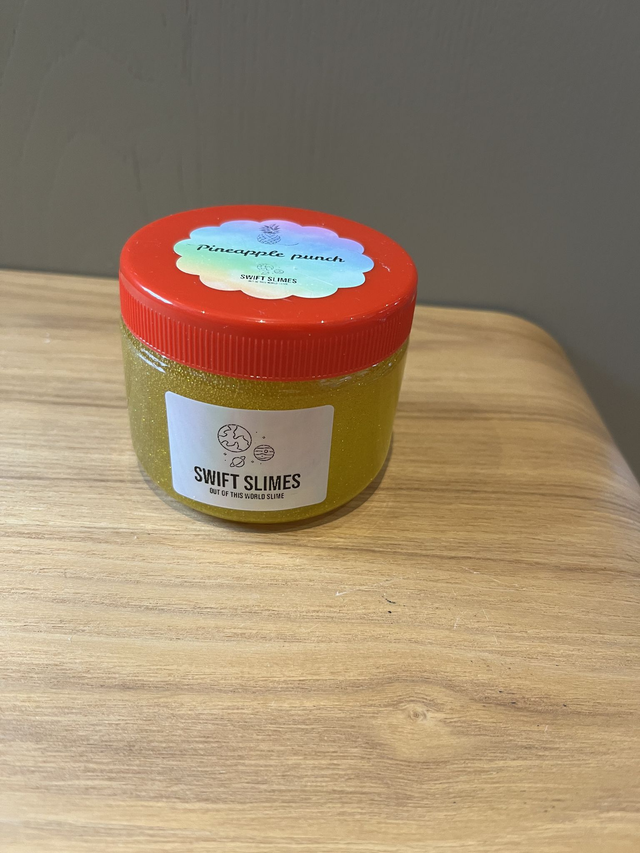 Pineapple punch
SWIFT SLIMES
SWIFT SLIMES
OUT OF THIS WORLD SLIME